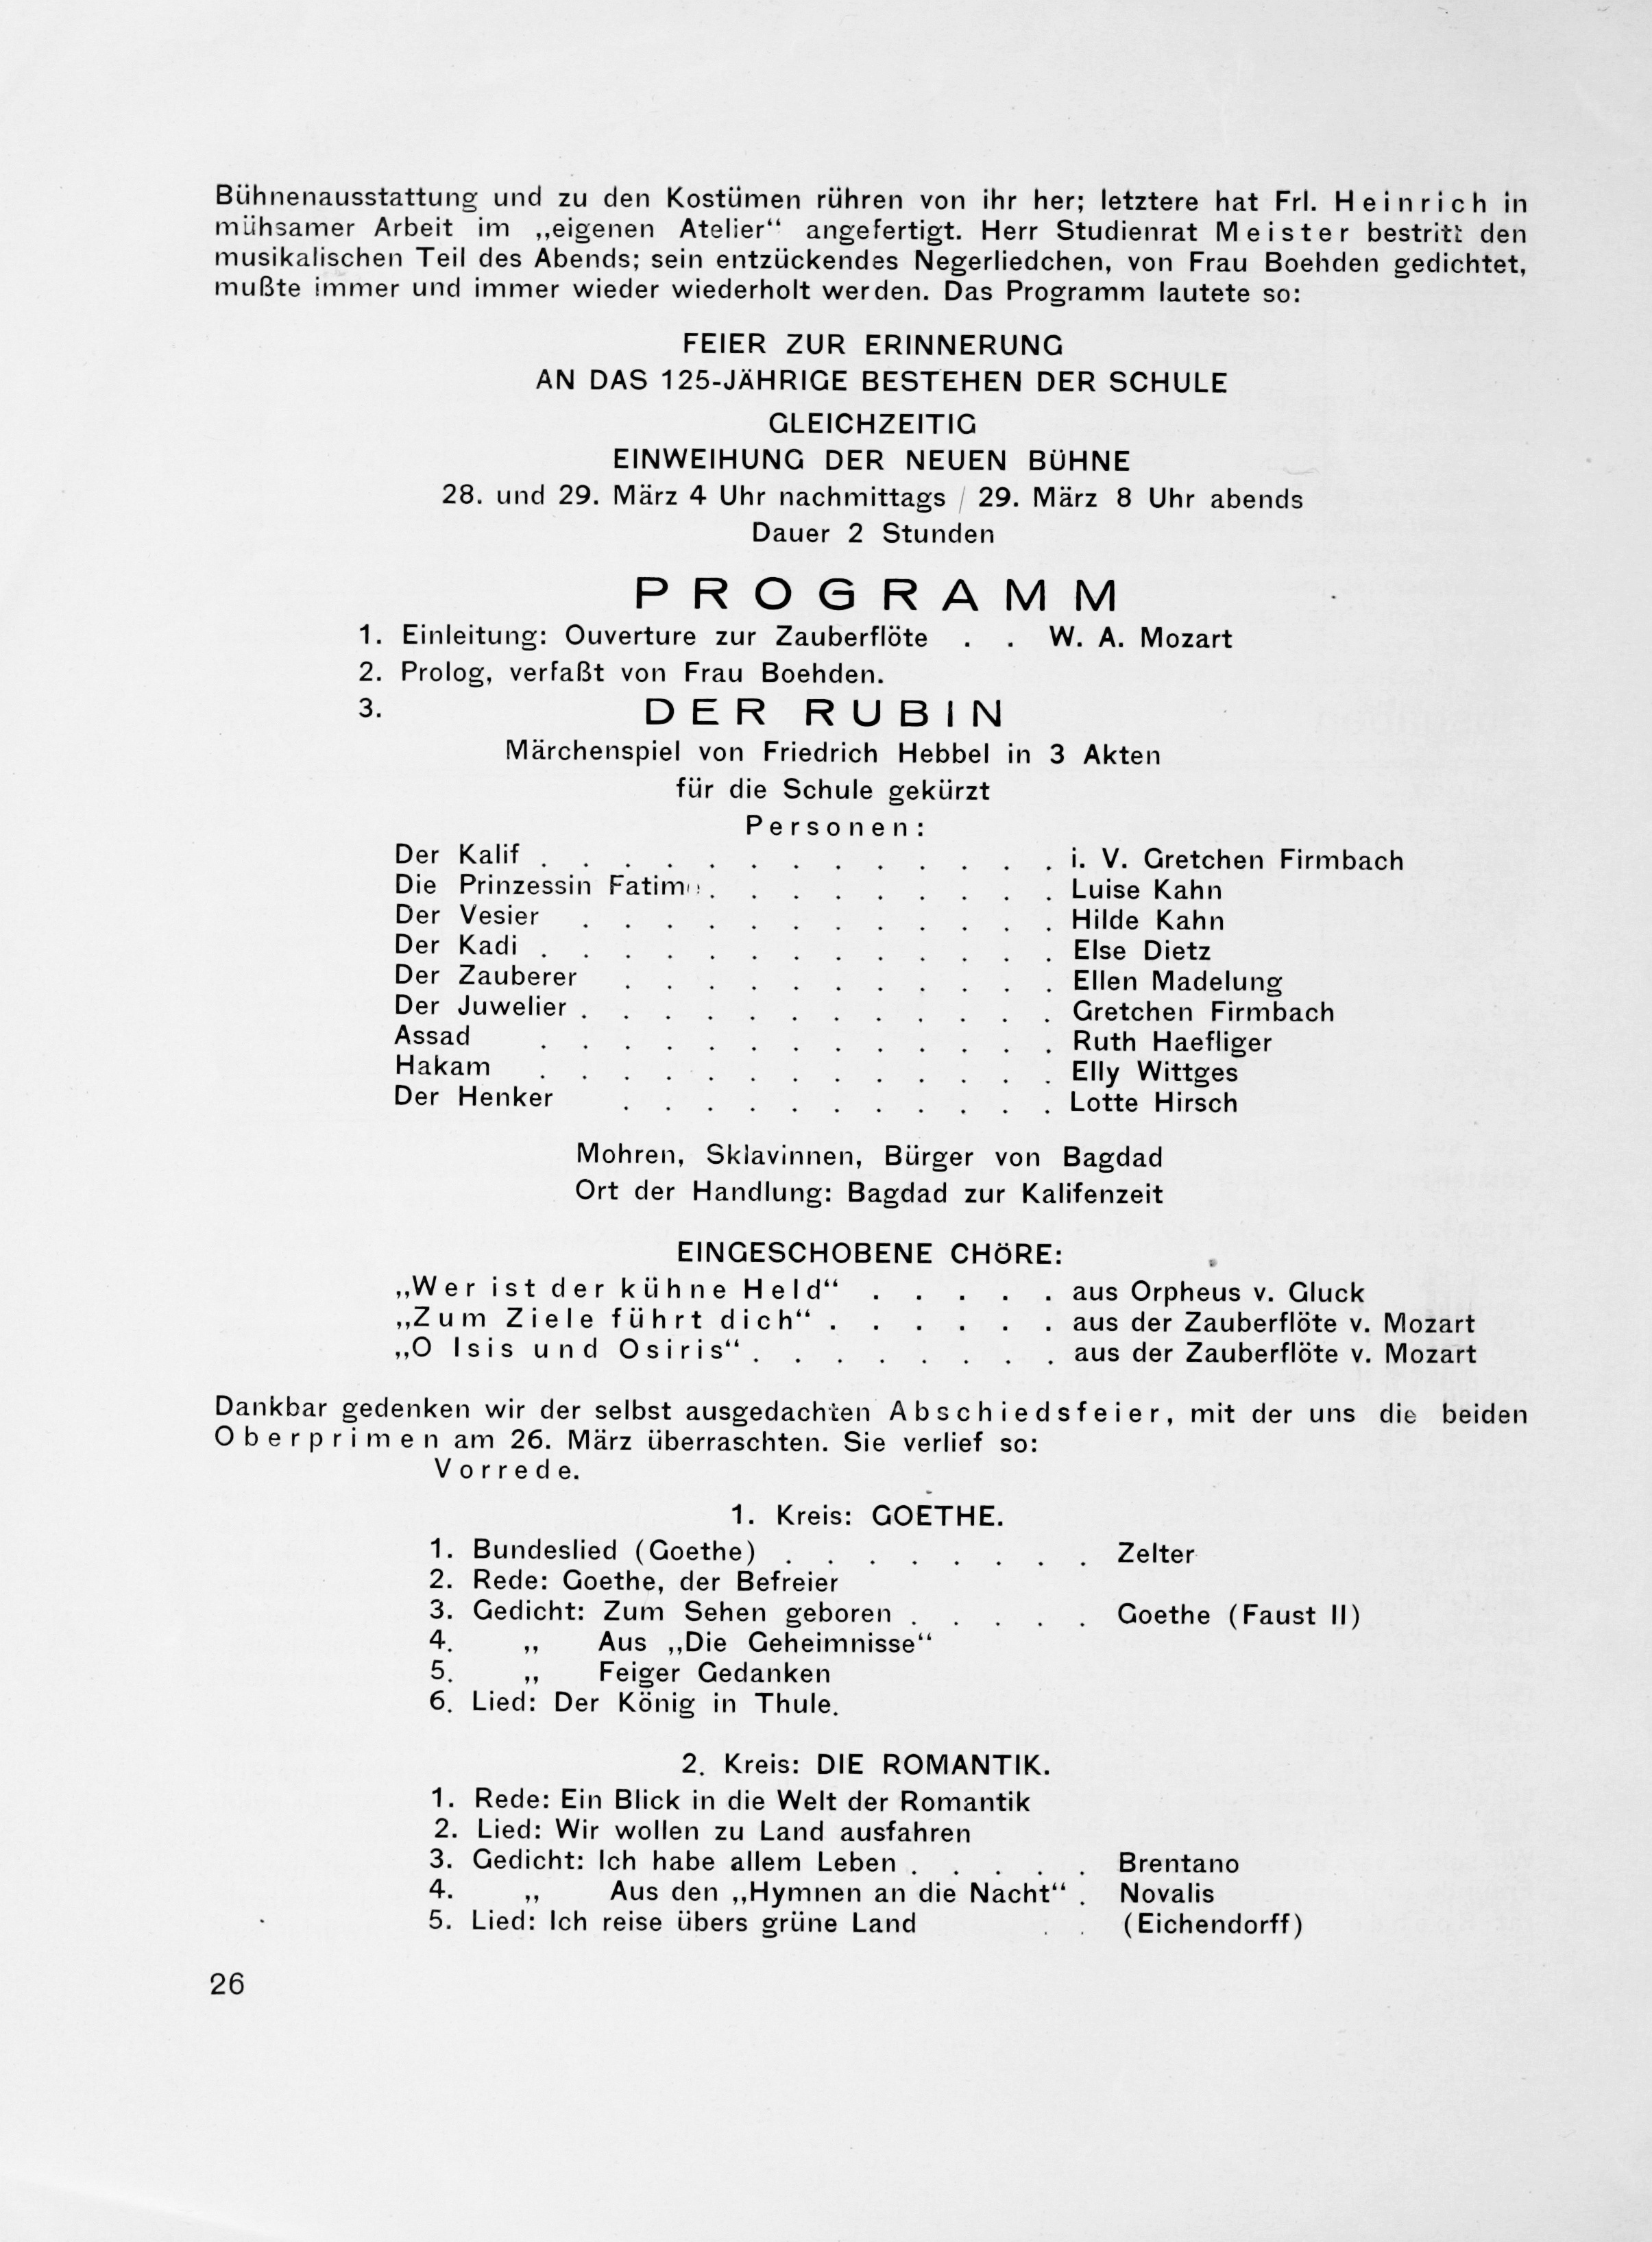 Bühnenausstattung und zu den Kostümen rühren von ihr her; letztere hat Frl. Heinrich in
mühsamer Arbeit im „eigenen Atelier“ angefertigt. Herr Studienrat Meister bestritt den
musikalischen Teil des Abends; sein entzückendes Negerliedchen, von Frau Boehden gedichtet,
mußte immer und immer wieder wiederholt werden. Das Programm lautete so:
FEIER ZUR ERINNERUNG
AN DAS 125-JÄHRIGE BESTEHEN DER SCHULE
GLEICHZEITIG
EINWEIHUNG DER NEUEN BÜHNE
28. und 29. März 4 Uhr nachmittags / 29. März 8 Uhr abends
Dauer 2 Stunden
PROGRAMM
1. Einleitung: Ouverture zur Zauberflöte . . W. A. Mozart
2. Prolog, verfaßt von Frau Boehden.
3. DER RUBIN
Märchenspiel von Friedrich Hebbel in 3 Akten
für die Schule gekürzt
Personen:
Der Kalif . . . . . . . . . . . . . i. V. Gretchen Firmbach
Die Prinzessin Fatime . . . . . . . . . Luise Kahn
Der Vesier . . . . . . . . . . . . Hilde Kahn
Der Kadi . . . . . . . . . . . . . Else Dietz
Der Zauberer . . . . . . . . . . . Ellen Madelung
Der Juwelier . . . . . . . . . . . . Gretchen Firmbach
Assad . . . . . . . . . . . . . Ruth Haefliger
Hakam . . . . . . . . . . . . . Elly Wittges
Der Henker . . . . . . . . . . . Lotte Hirsch
Mohren, Sklavinnen, Bürger von Bagdad
Ort der Handlung: Bagdad zur Kalifenzeit
EINGESCHOBENE CHÖRE:
„Wer ist der kühne Held“ . . . . . aus Orpheus v. Gluck
„Zum Ziele führt dich“ . . . . . . aus der Zauberflöte v. Mozart
„O Isis und Osiris“ . . . . . . . . aus der Zauberflöte v. Mozart
Dankbar gedenken wir der selbst ausgedachten Abschiedsfeier, mit der uns die beiden
Oberprimen am 26. März überraschten. Sie verlief so:
Vorrede.
1. Kreis: GOETHE.
1. Bundeslied (Goethe) . . . . . . . . Zelter
2. Rede: Goethe, der Befreier
3. Gedicht: Zum Sehen geboren . . . . . Goethe (Faust II)
4. „ Aus „Die Geheimnisse“
5. „ Feiger Gedanken
6. Lied: Der König in Thule.
2. Kreis: DIE ROMANTIK.
1. Rede: Ein Blick in die Welt der Romantik
2. Lied: Wir wollen zu Land ausfahren
3. Gedicht: Ich habe allem Leben . . . . . Brentano
4. „ Aus den „Hymnen an die Nacht“ . Novalis
5. Lied: Ich reise übers grüne Land . . (Eichendorff)
26